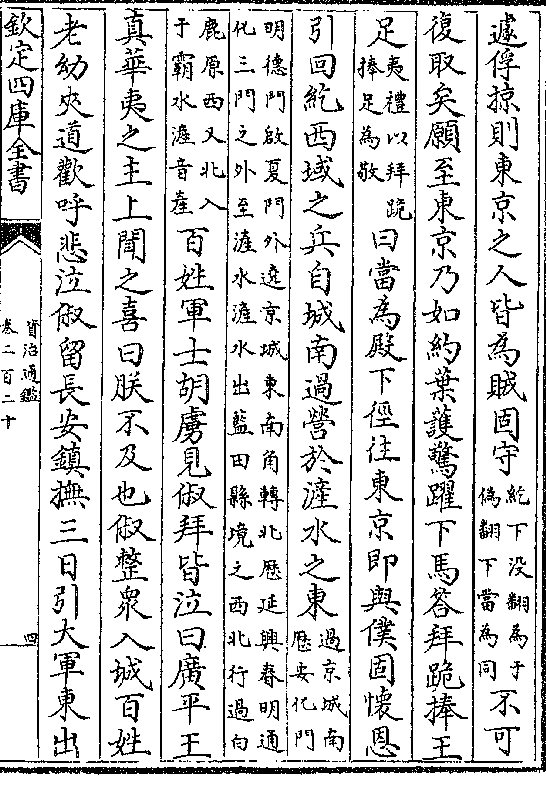 遽俘掠則東京之人皆為賊固守紇下没翻為于偽翻下當為同不可
復取矣願至東京乃如約葉護驚躍下馬答拜跪捧王
足夷禮以拜跪捧足為敬曰當為殿下徑往東京即與僕固懷恩
引回紇西域之兵自城南過營於滻水之東過京城南歴安化門
明德門啟夏門外遶京城東南角轉北歴延興春明通
化三門之外至滻水滻水出藍田縣境之西北行過白
鹿原西又北入于霸水滻音產百姓軍士胡虜見俶拜皆泣曰廣平王
真華夷之主上聞之喜曰朕不及也俶整衆入城百姓
老幼夾道歡呼悲泣俶留長安鎮撫三日引大軍東出
欽定四庫全書
資治通鑑
卷二百二十
四